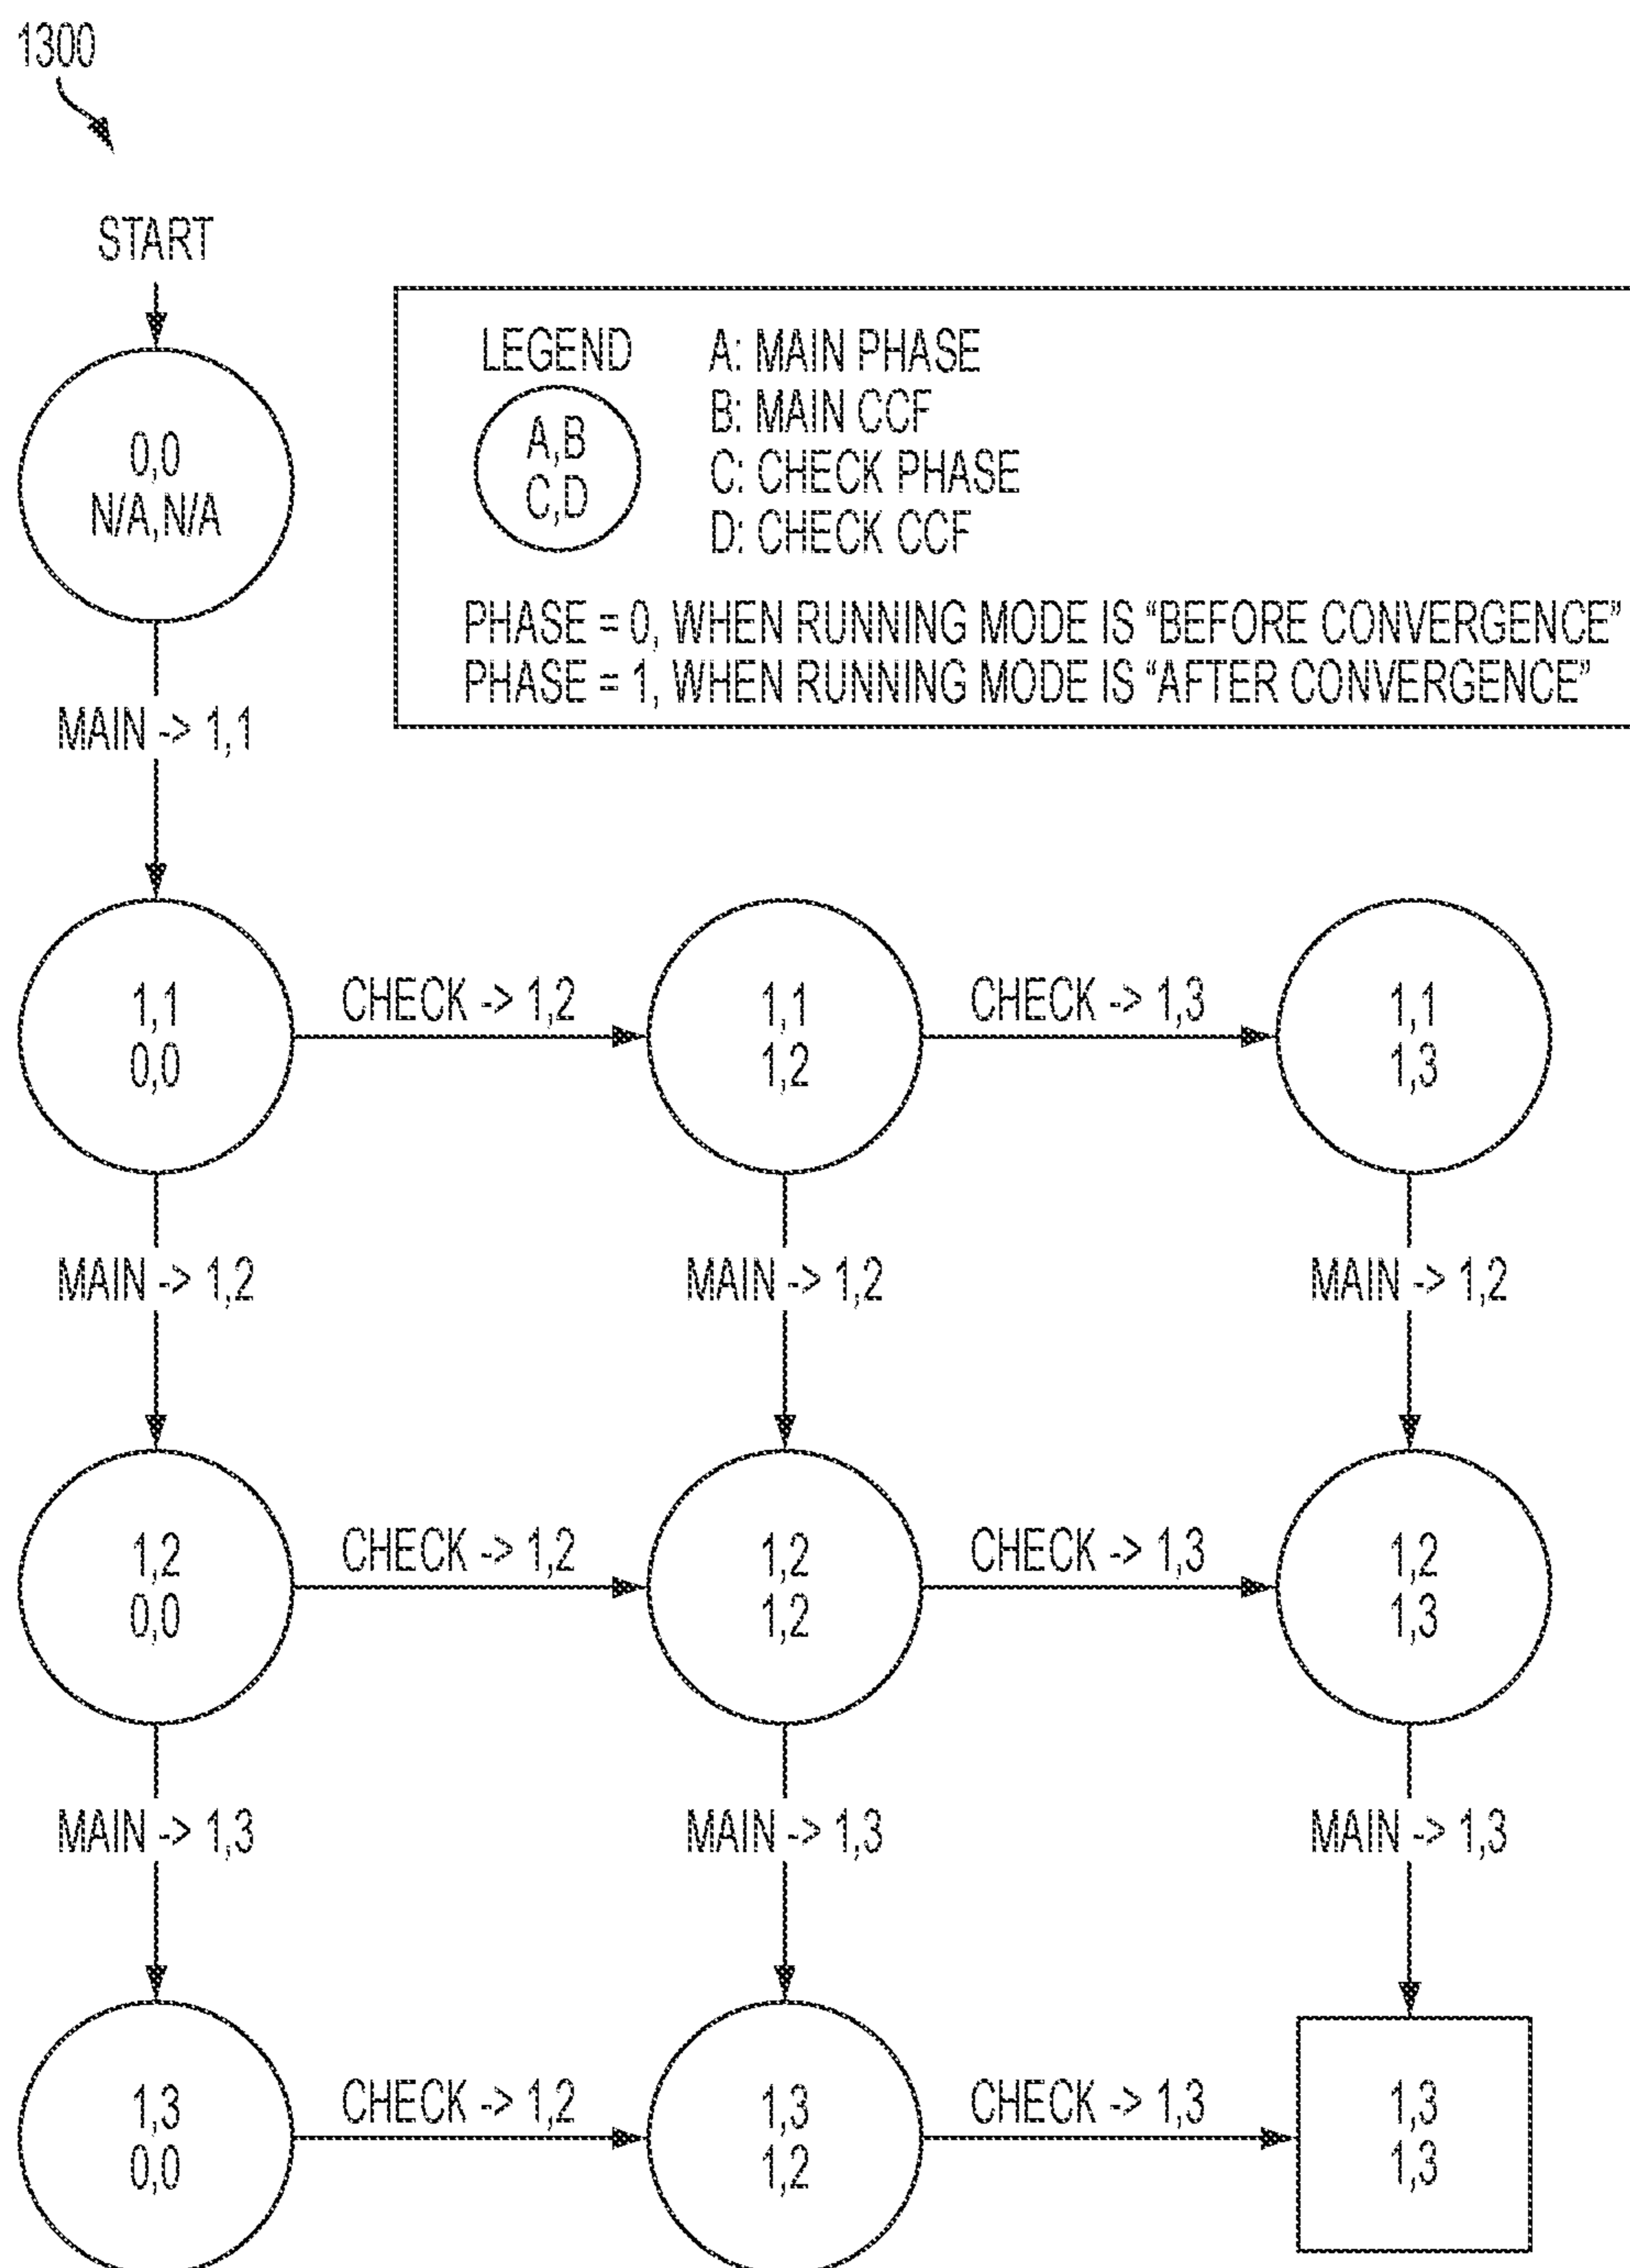 1300
START
0,0
N/A,N/A
LEGEND
A,B
C,D
A: MAIN PHASE
B: MAIN CCF
C: CHECK PHASE
D: CHECK CCF
PHASE = 0, WHEN RUNNING MODE IS “BEFORE CONVERGENCE”
PHASE = 1, WHEN RUNNING MODE IS “AFTER CONVERGENCE”
MAIN -> 1,1
1,1
0,0
CHECK -> 1,2
1,1
1,2
CHECK -> 1,3
1,1
1,3
MAIN -> 1,2
MAIN -> 1,2
MAIN -> 1,2
1,2
0,0
CHECK -> 1,2
1,2
1,2
CHECK -> 1,3
1,2
1,3
MAIN -> 1,3
MAIN -> 1,3
MAIN -> 1,3
1,3
0,0
CHECK -> 1,2
1,3
1,2
CHECK -> 1,3
1,3
1,3